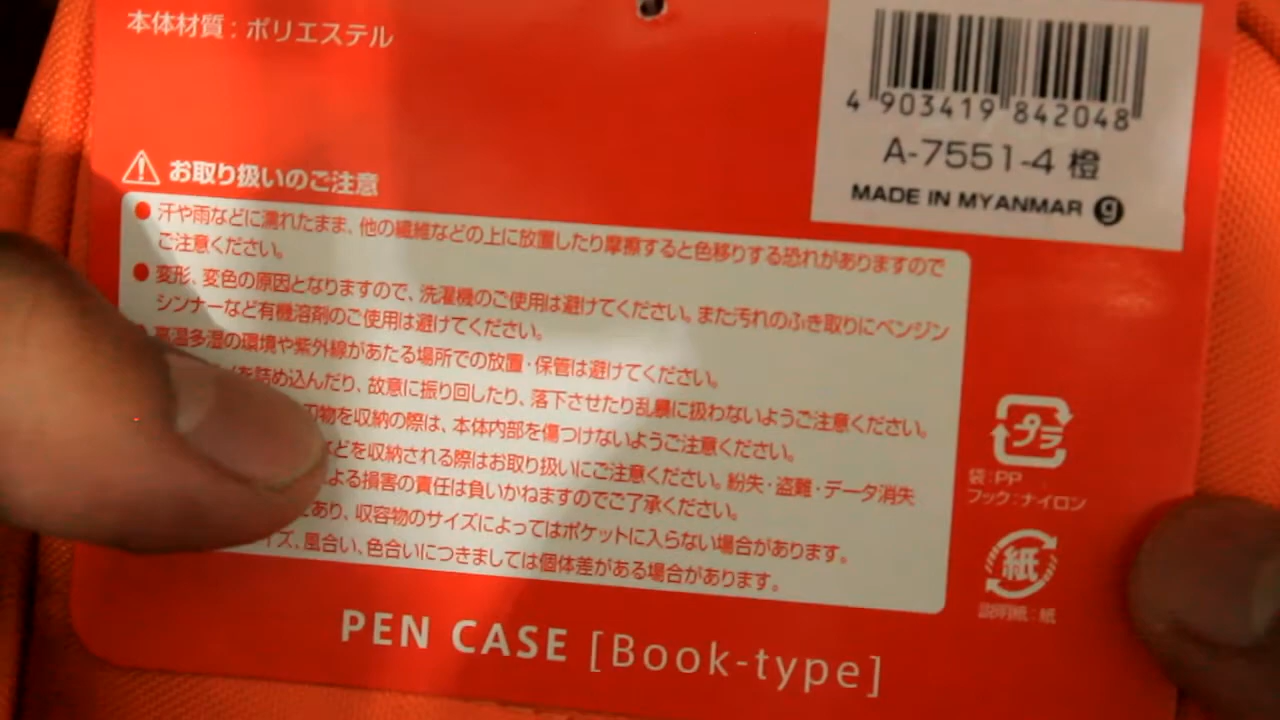 本体材質：ポリエステル
4 903419 842048
A-7551-4 橙
MADE IN MYANMAR g
お取り扱いのご注意
●汗や雨などに濡れたまま、他の繊維などの上に放置したり摩擦すると色移りする恐れがありますので
ご注意ください。
●変形、変色の原因となりますので、洗濯機のご使用は避けてください。また汚れのふき取りにベンジン
シンナーなど有機溶剤のご使用は避けてください。
高温多湿の環境や紫外線があたる場所での放置・保管は避けてください。
を詰め込んだり、故意に振り回したり、落下させたり乱暴に扱わないようご注意ください。
刃物を収納の際は、本体内部を傷つけないようご注意ください。
などを収納される際はお取り扱いにご注意ください。紛失・盗難・データ消失
よる損害の責任は負いかねますのでご了承ください。
あり、収容物のサイズによってはポケットに入らない場合があります。
イズ、風合い、色合いにつきましては個体差がある場合があります。
プラ
袋：PP
フック：ナイロン
紙
説明紙：紙
PEN CASE [Book-type]